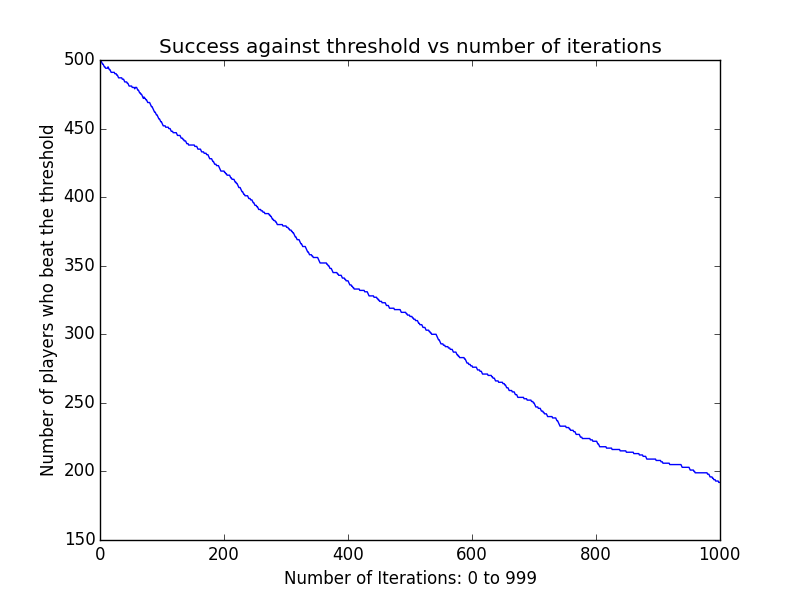 Success against threshold vs number of iterations
Number of players who beat the threshold
500
450
400
350
300
250
200
150
0 200 400 600 800 1000
Number of Iterations: 0 to 999